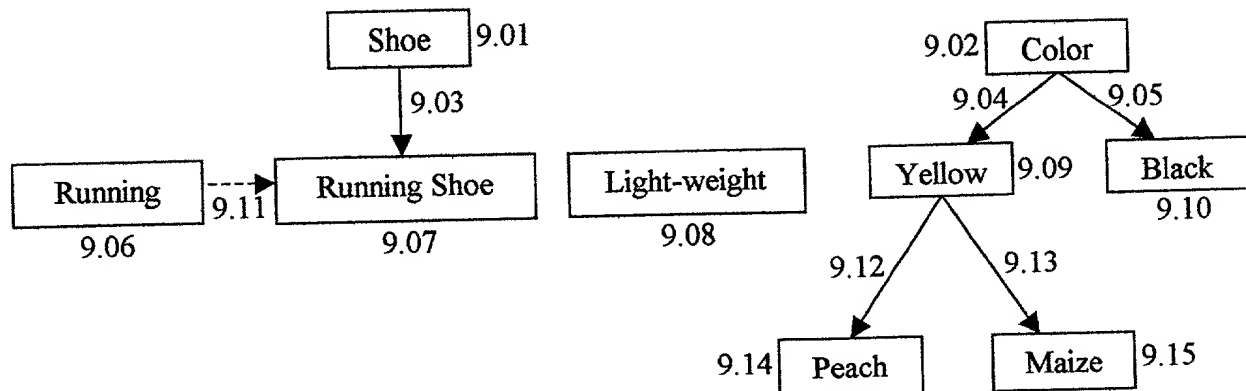 Shoe 9.01
9.02 Color
9.03
9.04 9.05
Running
9.11
Running Shoe
Light-weight
Yellow 9.09
Black
9.06
9.07
9.08
9.10
9.12 9.13
9.14 Peach
Maize 9.15